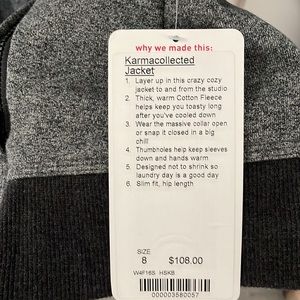 why we made this:
Karmacollected
Jacket
1. Layer up in this crazy cozy
jacket to and from the studio
2. Thick, warm Cotton Fleece
helps keep you toasty long
after you've cooled down
3. Wear the massive collar open
or snap it closed in a big
chill
4. Thumbholes help keep sleeves
down and hands warm
5. Designed not to shrink so
laundry day is a good day
6. Slim fit, hip length
SIZE
8 $108.00
W4F16S HSKB
000003580057